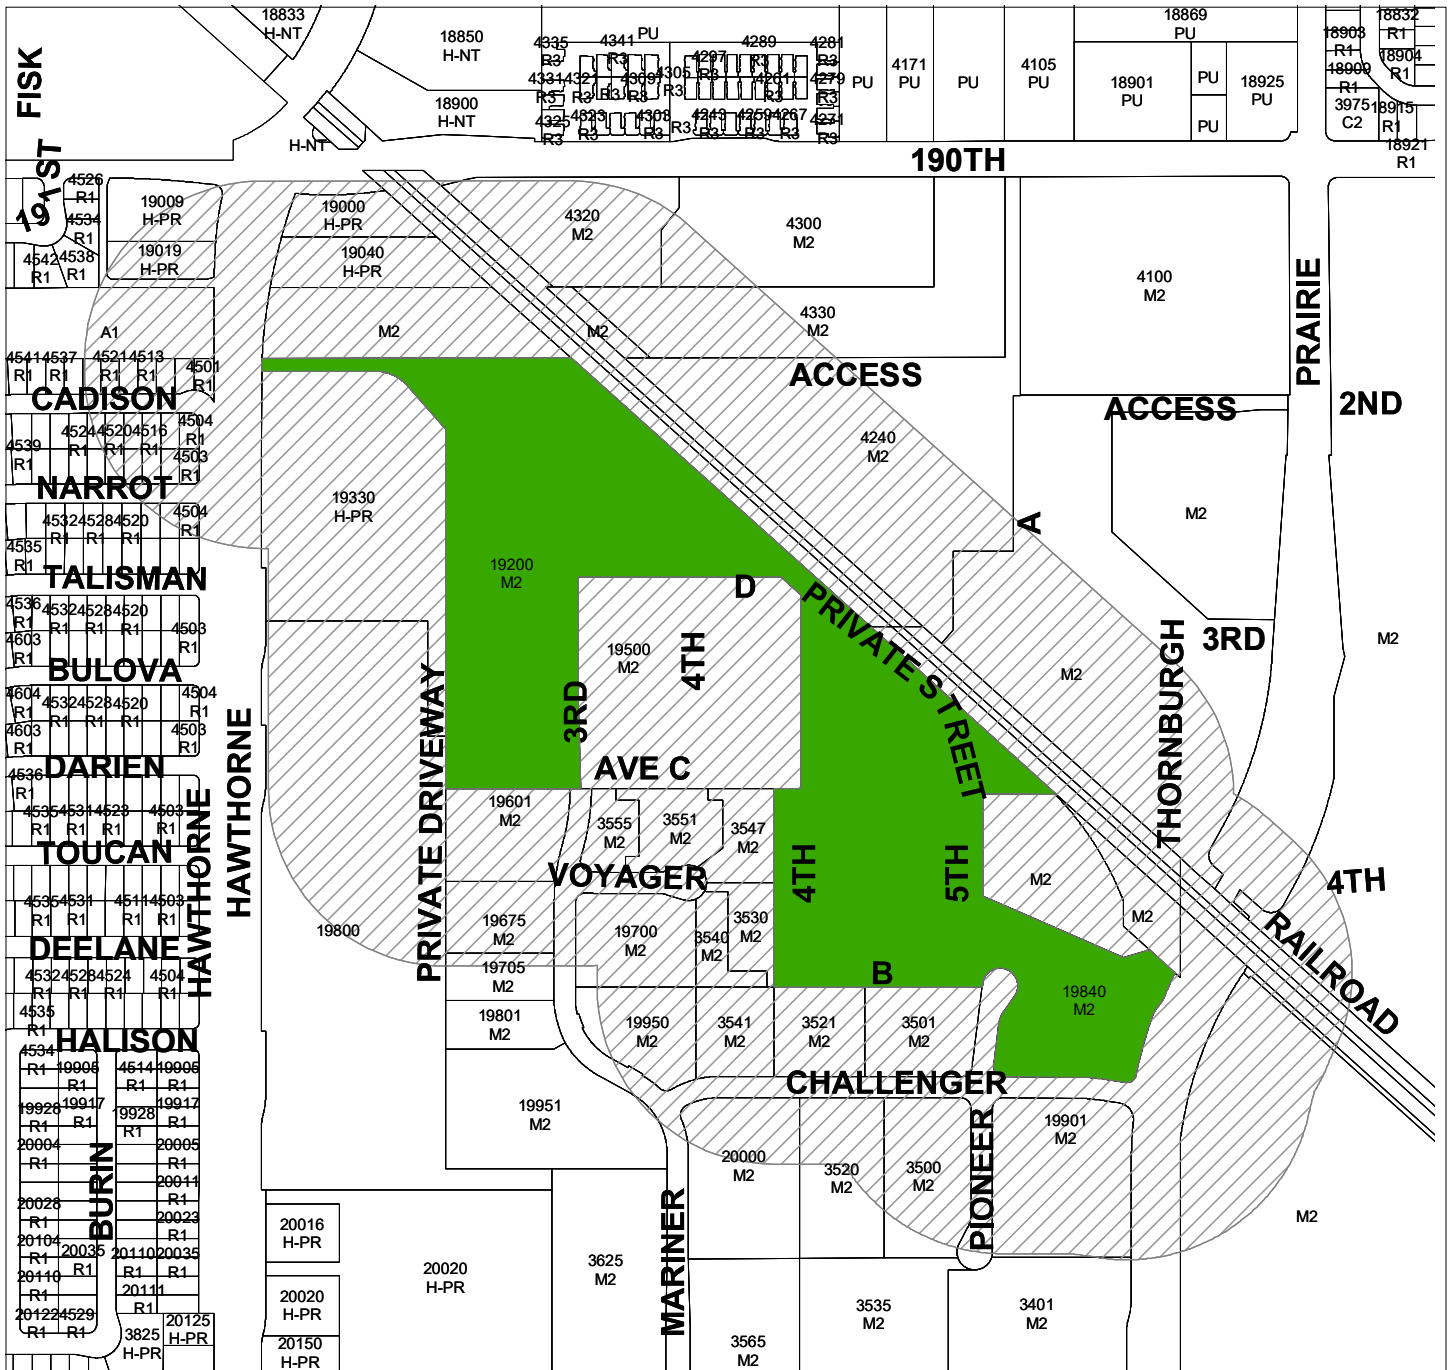 18833
H-NT
18850
H-NT
18900
H-NT
H-NT
FISK
191ST
PU
4335
R3
4341
R3
4289
4281
R3
4297
R3
4331
R3
4321
R3
4309
R3
4305
R3
4261
R3
4279
R3
4325
R3
4323
R3
4303
R3
R3
4243
R3
4259
R3
4267
R3
4271
R3
PU
4171
PU
PU
4105
PU
18869
PU
18901
PU
PU
PU
18925
PU
18903
R1
18832
R1
18909
R1
18904
R1
3975
C2
18915
R1
18921
R1
190TH
4526
R1
4534
R1
4542
R1
4538
R1
19009
H-PR
19019
H-PR
19000
H-PR
19040
H-PR
4320
M2
4300
M2
4330
M2
4100
M2
PRAIRIE
A1
M2
M2
4541
R1
4537
R1
4521
R1
4513
R1
4501
R1
CADISON
ACCESS
ACCESS
2ND
4539
R1
4524
R1
4520
R1
4516
R1
4504
R1
4503
R1
4240
M2
NARROT
19330
H-PR
M2
A
4532
R1
4528
R1
4520
R1
4504
R1
4535
R1
TALISMAN
19200
M2
D
PRIVATE STREET
4536
R1
4532
R1
4528
R1
4520
R1
4603
R1
4503
R1
BULOVA
19500
M2
4TH
3RD
M2
THORNBURGH
3RD
M2
4604
R1
4532
R1
4528
R1
4520
R1
4504
R1
4603
R1
4503
R1
DARIEN
HAWTHORNE
PRIVATE DRIVEWAY
AVE C
4536
R1
4535
R1
4531
R1
4523
R1
4503
R1
TOUCAN
HAWTHORNE
19601
M2
3555
M2
3551
M2
3547
M2
VOYAGER
4TH
5TH
M2
M2
4TH
4535
R1
4531
R1
4511
R1
4503
R1
DEELANE
19800
19675
M2
19700
M2
3540
M2
3530
M2
RAILROAD
4532
R1
4528
R1
4524
R1
4504
R1
19705
M2
B
19840
M2
4535
R1
HALISON
19801
M2
19950
M2
3541
M2
3521
M2
3501
M2
CHALLENGER
4534
R1
19905
R1
4514
R1
19905
R1
19928
R1
19917
R1
19928
R1
19917
R1
19951
M2
19901
M2
20004
R1
BURIN
20005
R1
20000
M2
3520
M2
3500
M2
PIONEER
20011
R1
20028
R1
20023
R1
20016
H-PR
MARINER
M2
20104
R1
20035
R1
20110
R1
20035
R1
20020
H-PR
3625
M2
20110
R1
20111
R1
20020
H-PR
3535
M2
3401
M2
20122
R1
4529
R1
3825
H-PR
20125
H-PR
20150
H-PR
3565
M2